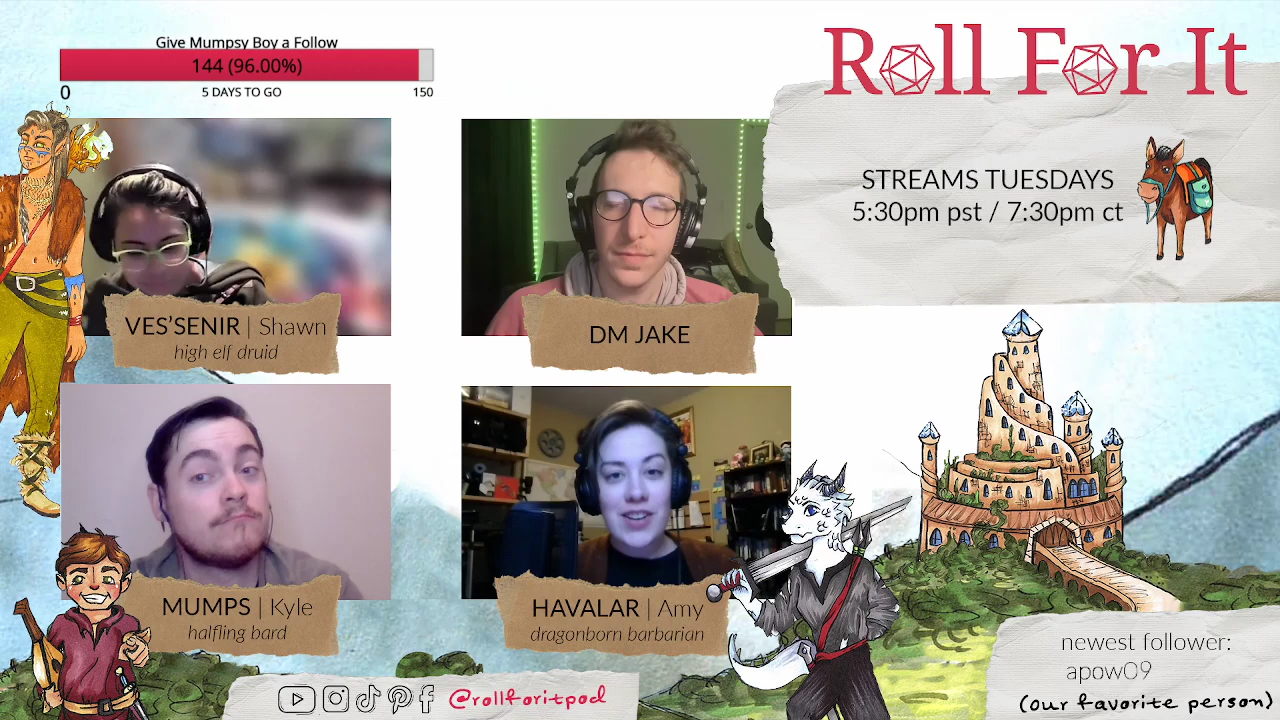 Give Mumpsy Boy a Follow
144 (96.00%)
0
5 DAYS TO GO
150
Roll For It
STREAMS TUESDAYS
5:30pm pst / 7:30pm ct
VES'SENIR | Shawn
high elf druid
DM JAKE
MUMPS | Kyle
halfling bard
HAVALAR | Amy
dragonborn barbarian
newest follower:
apow09
(our favorite person)
@rollforitpod